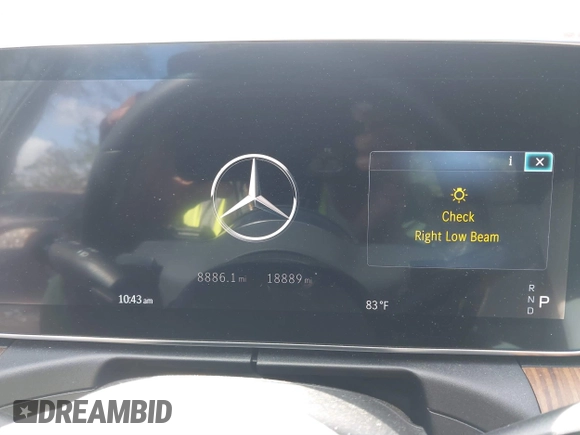 i X
Check
Right Low Beam
8886.1 mi 18889 mi
10:43 am
83 °F
R
N P
D
DREAMBID